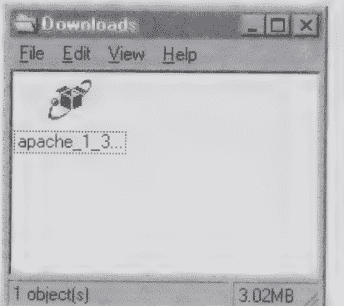 Downloads
File Edit View Help
apache_1_3...
1 object(s) 3.02MB